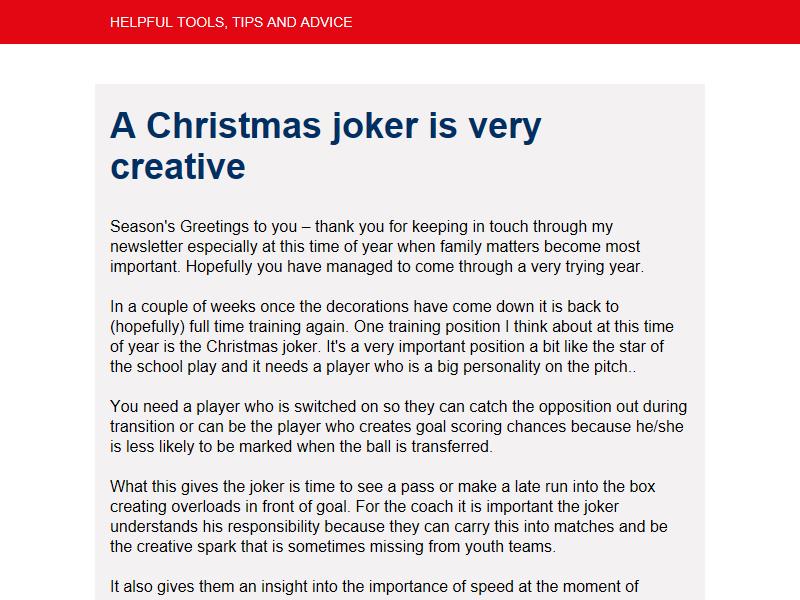 HELPFUL TOOLS, TIPS AND ADVICE
A Christmas joker is very
creative
Season's Greetings to you – thank you for keeping in touch through my
newsletter especially at this time of year when family matters become most
important. Hopefully you have managed to come through a very trying year.
In a couple of weeks once the decorations have come down it is back to
(hopefully) full time training again. One training position I think about at this time
of year is the Christmas joker. It's a very important position a bit like the star of
the school play and it needs a player who is a big personality on the pitch..
You need a player who is switched on so they can catch the opposition out during
transition or can be the player who creates goal scoring chances because he/she
is less likely to be marked when the ball is transferred.
What this gives the joker is time to see a pass or make a late run into the box
creating overloads in front of goal. For the coach it is important the joker
understands his responsibility because they can carry this into matches and be
the creative spark that is sometimes missing from youth teams.
It also gives them an insight into the importance of speed at the moment of